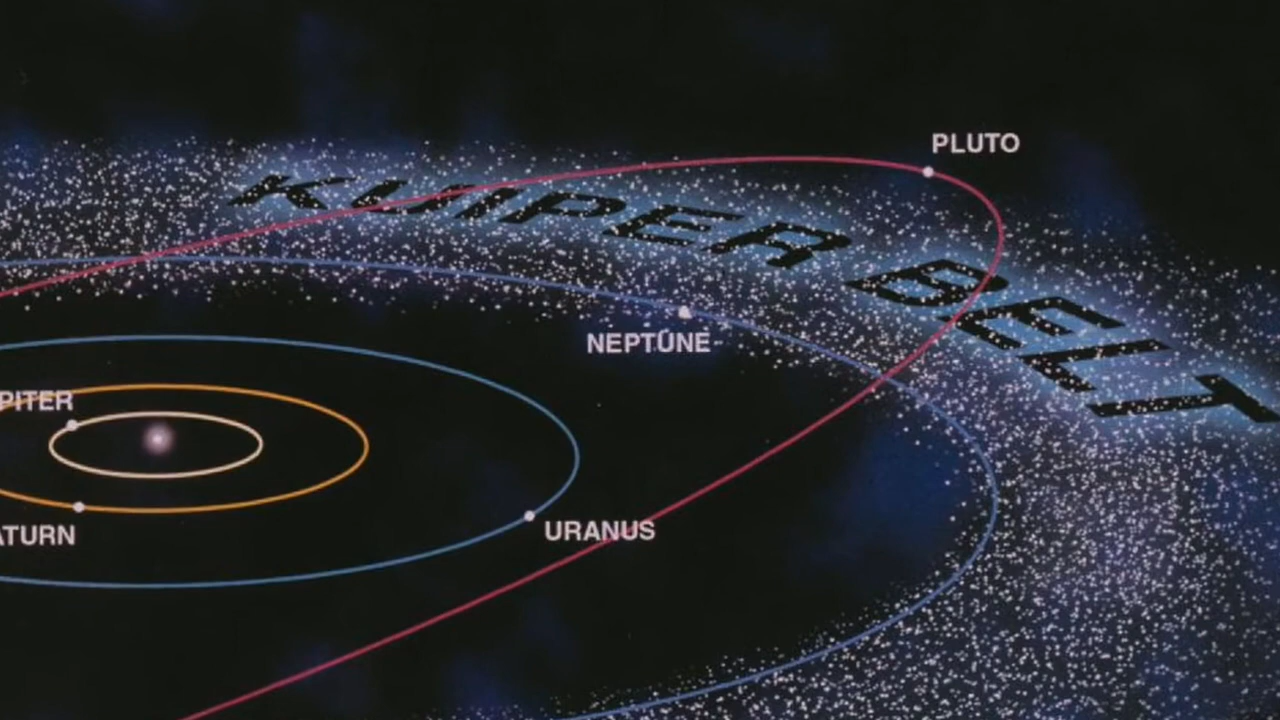 PLUTO
KUIPER BELT
NEPTUNE
PITER
URANUS
ATURN